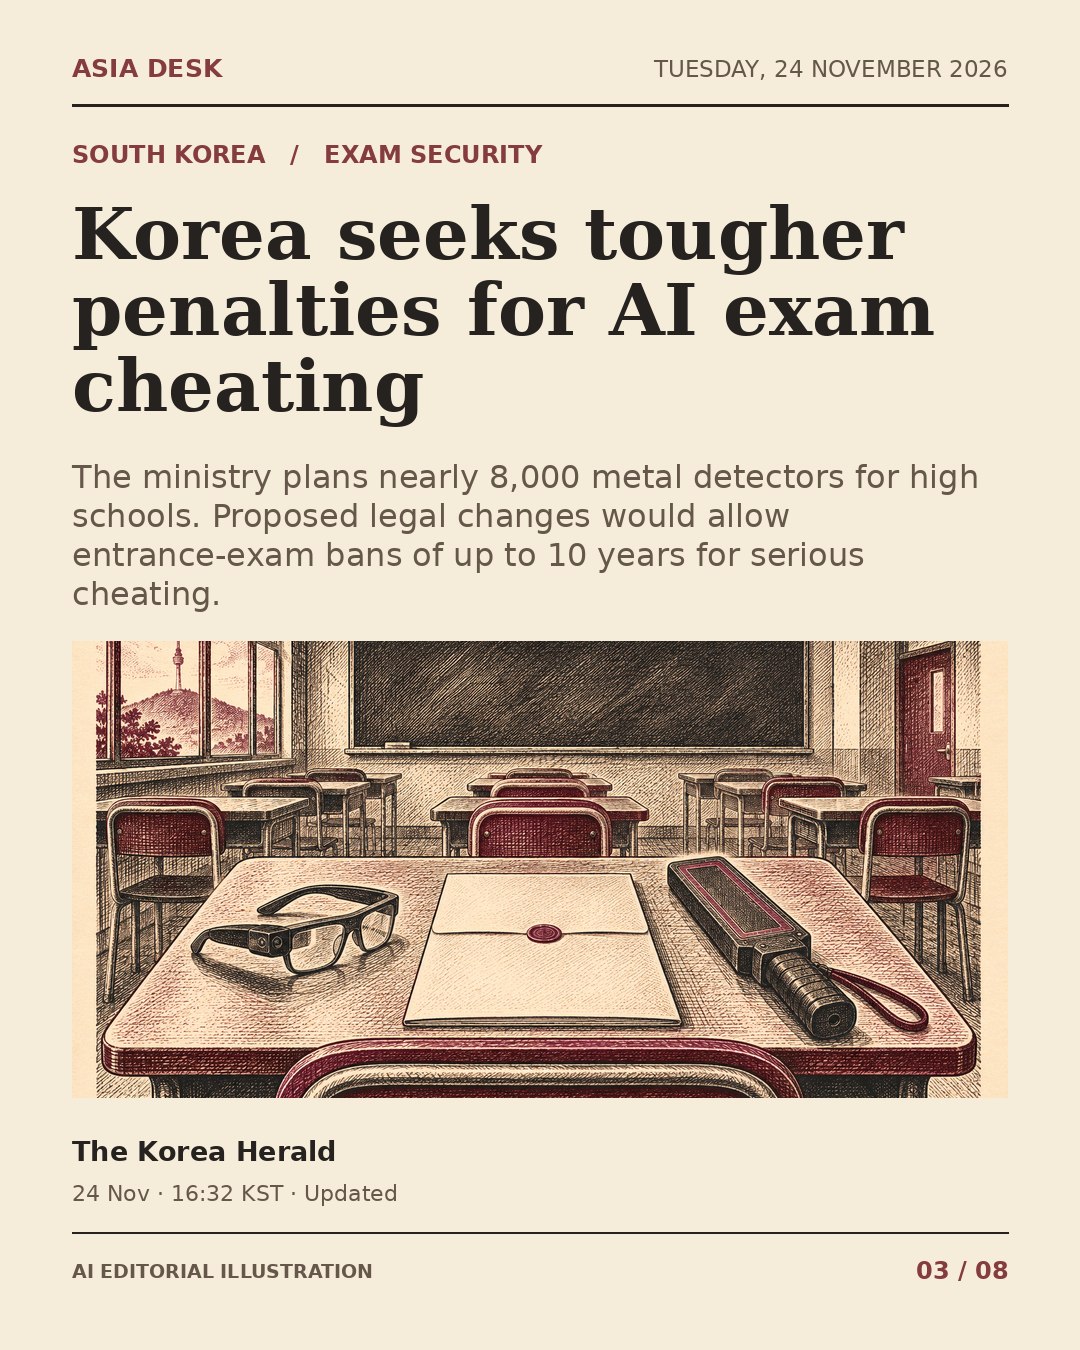 ASIA DESK
TUESDAY, 24 NOVEMBER 2026
SOUTH KOREA / EXAM SECURITY
Korea seeks tougher
penalties for AI exam
cheating
The ministry plans nearly 8,000 metal detectors for high
schools. Proposed legal changes would allow
entrance-exam bans of up to 10 years for serious
cheating.
The Korea Herald
24 Nov · 16:32 KST · Updated
AI EDITORIAL ILLUSTRATION
03 / 08